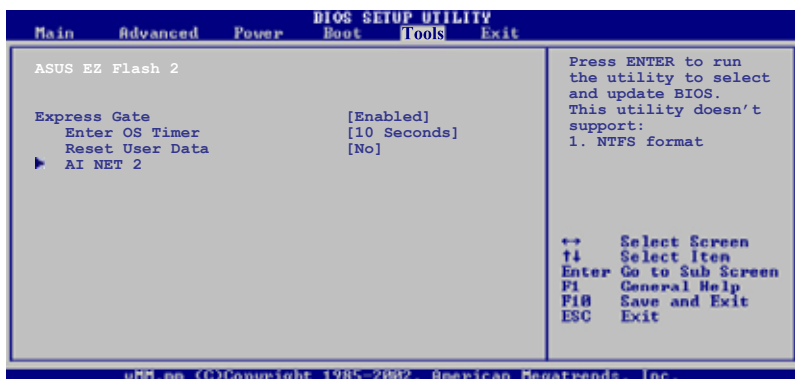 BIOS SETUP UTILITY
Main Advanced Power Boot Tools Exit
ASUS EZ Flash 2
Express Gate [Enabled]
Enter OS Timer [10 Seconds]
Reset User Data [No]
AI NET 2
Press ENTER to run
the utility to select
and update BIOS.
This utility doesn't
support:
1. NTFS format
↔ Select Screen
↑↓ Select Item
Enter Go to Sub Screen
F1 General Help
F10 Save and Exit
ESC Exit
(C)Copyright 1985-2002, American Megatrends, Inc.